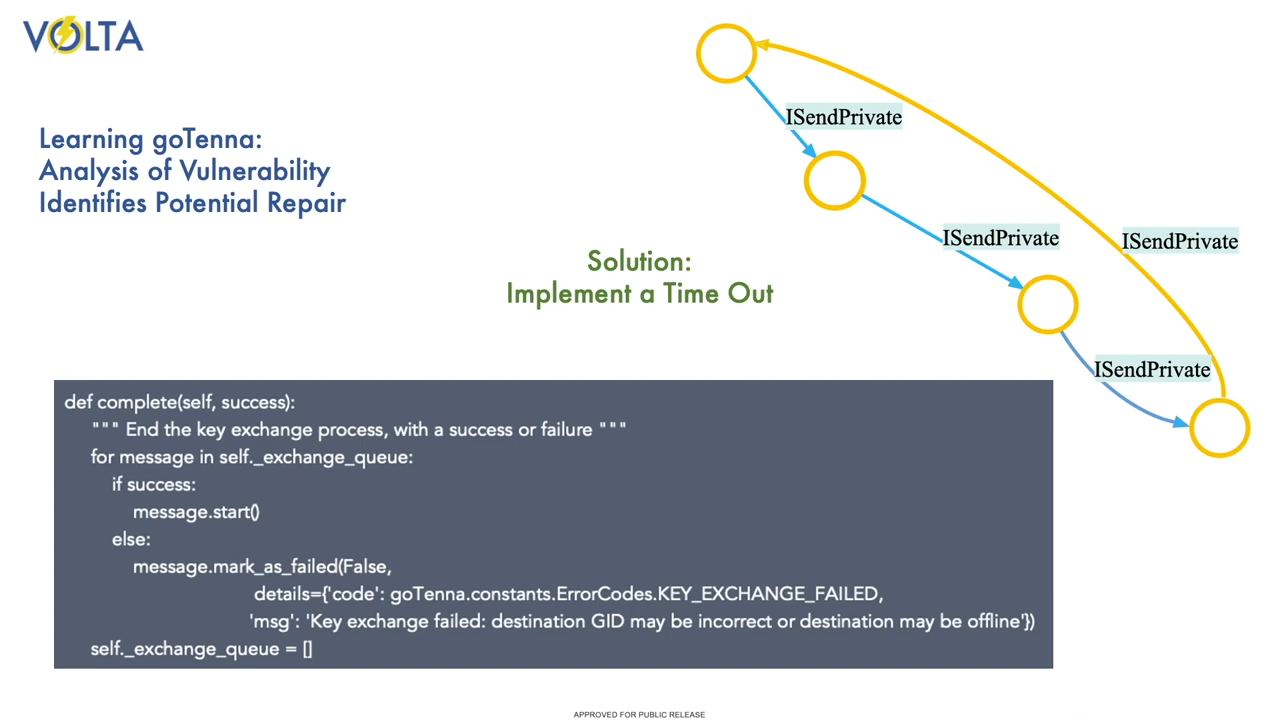 VOLTA
Learning goTenna:
Analysis of Vulnerability
Identifies Potential Repair
ISendPrivate
ISendPrivate
ISendPrivate
ISendPrivate
Solution:
Implement a Time Out
def complete(self, success):
""" End the key exchange process, with a success or failure """
for message in self._exchange_queue:
if success:
message.start()
else:
message.mark_as_failed(False,
details={'code': goTenna.constants.ErrorCodes.KEY_EXCHANGE_FAILED,
'msg': 'Key exchange failed: destination GID may be incorrect or destination may be offline'})
self._exchange_queue = []
APPROVED FOR PUBLIC RELEASE